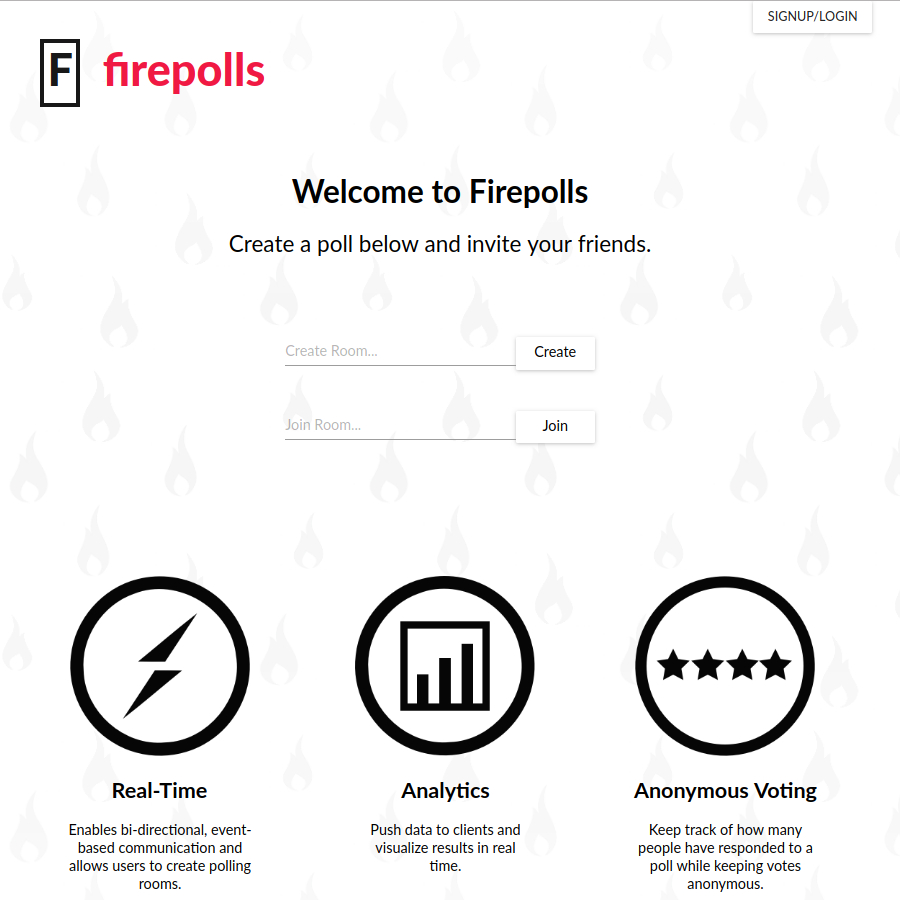 SIGNUP/LOGIN
F firepolls
Welcome to Firepolls
Create a poll below and invite your friends.
Create Room...
Create
Join Room...
Join
Real-Time
Enables bi-directional, event-
based communication and
allows users to create polling
rooms.
Analytics
Push data to clients and
visualize results in real
time.
Anonymous Voting
Keep track of how many
people have responded to a
poll while keeping votes
anonymous.